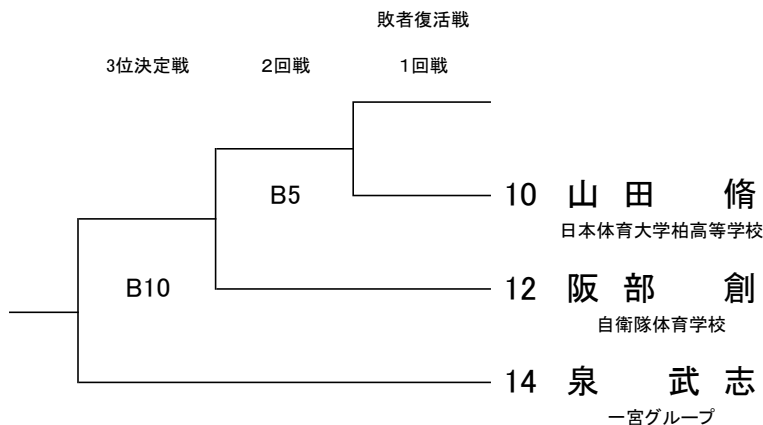 敗者復活戦
3位決定戦 2回戦 1回戦
10 山田 脩
B5
日本体育大学柏高等学校
12 阪部 創
B10
自衛隊体育学校
14 泉 武志
一宮グループ